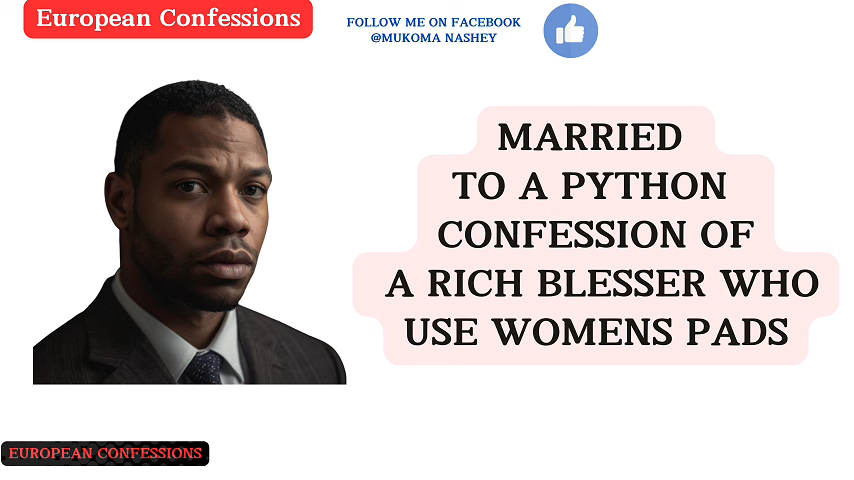 European Confessions
FOLLOW ME ON FACEBOOK
@MUKOMA NASHEY
MARRIED
TO A PYTHON
CONFESSION OF
A RICH BLESSER WHO
USE WOMENS PADS
EUROPEAN CONFESSIONS